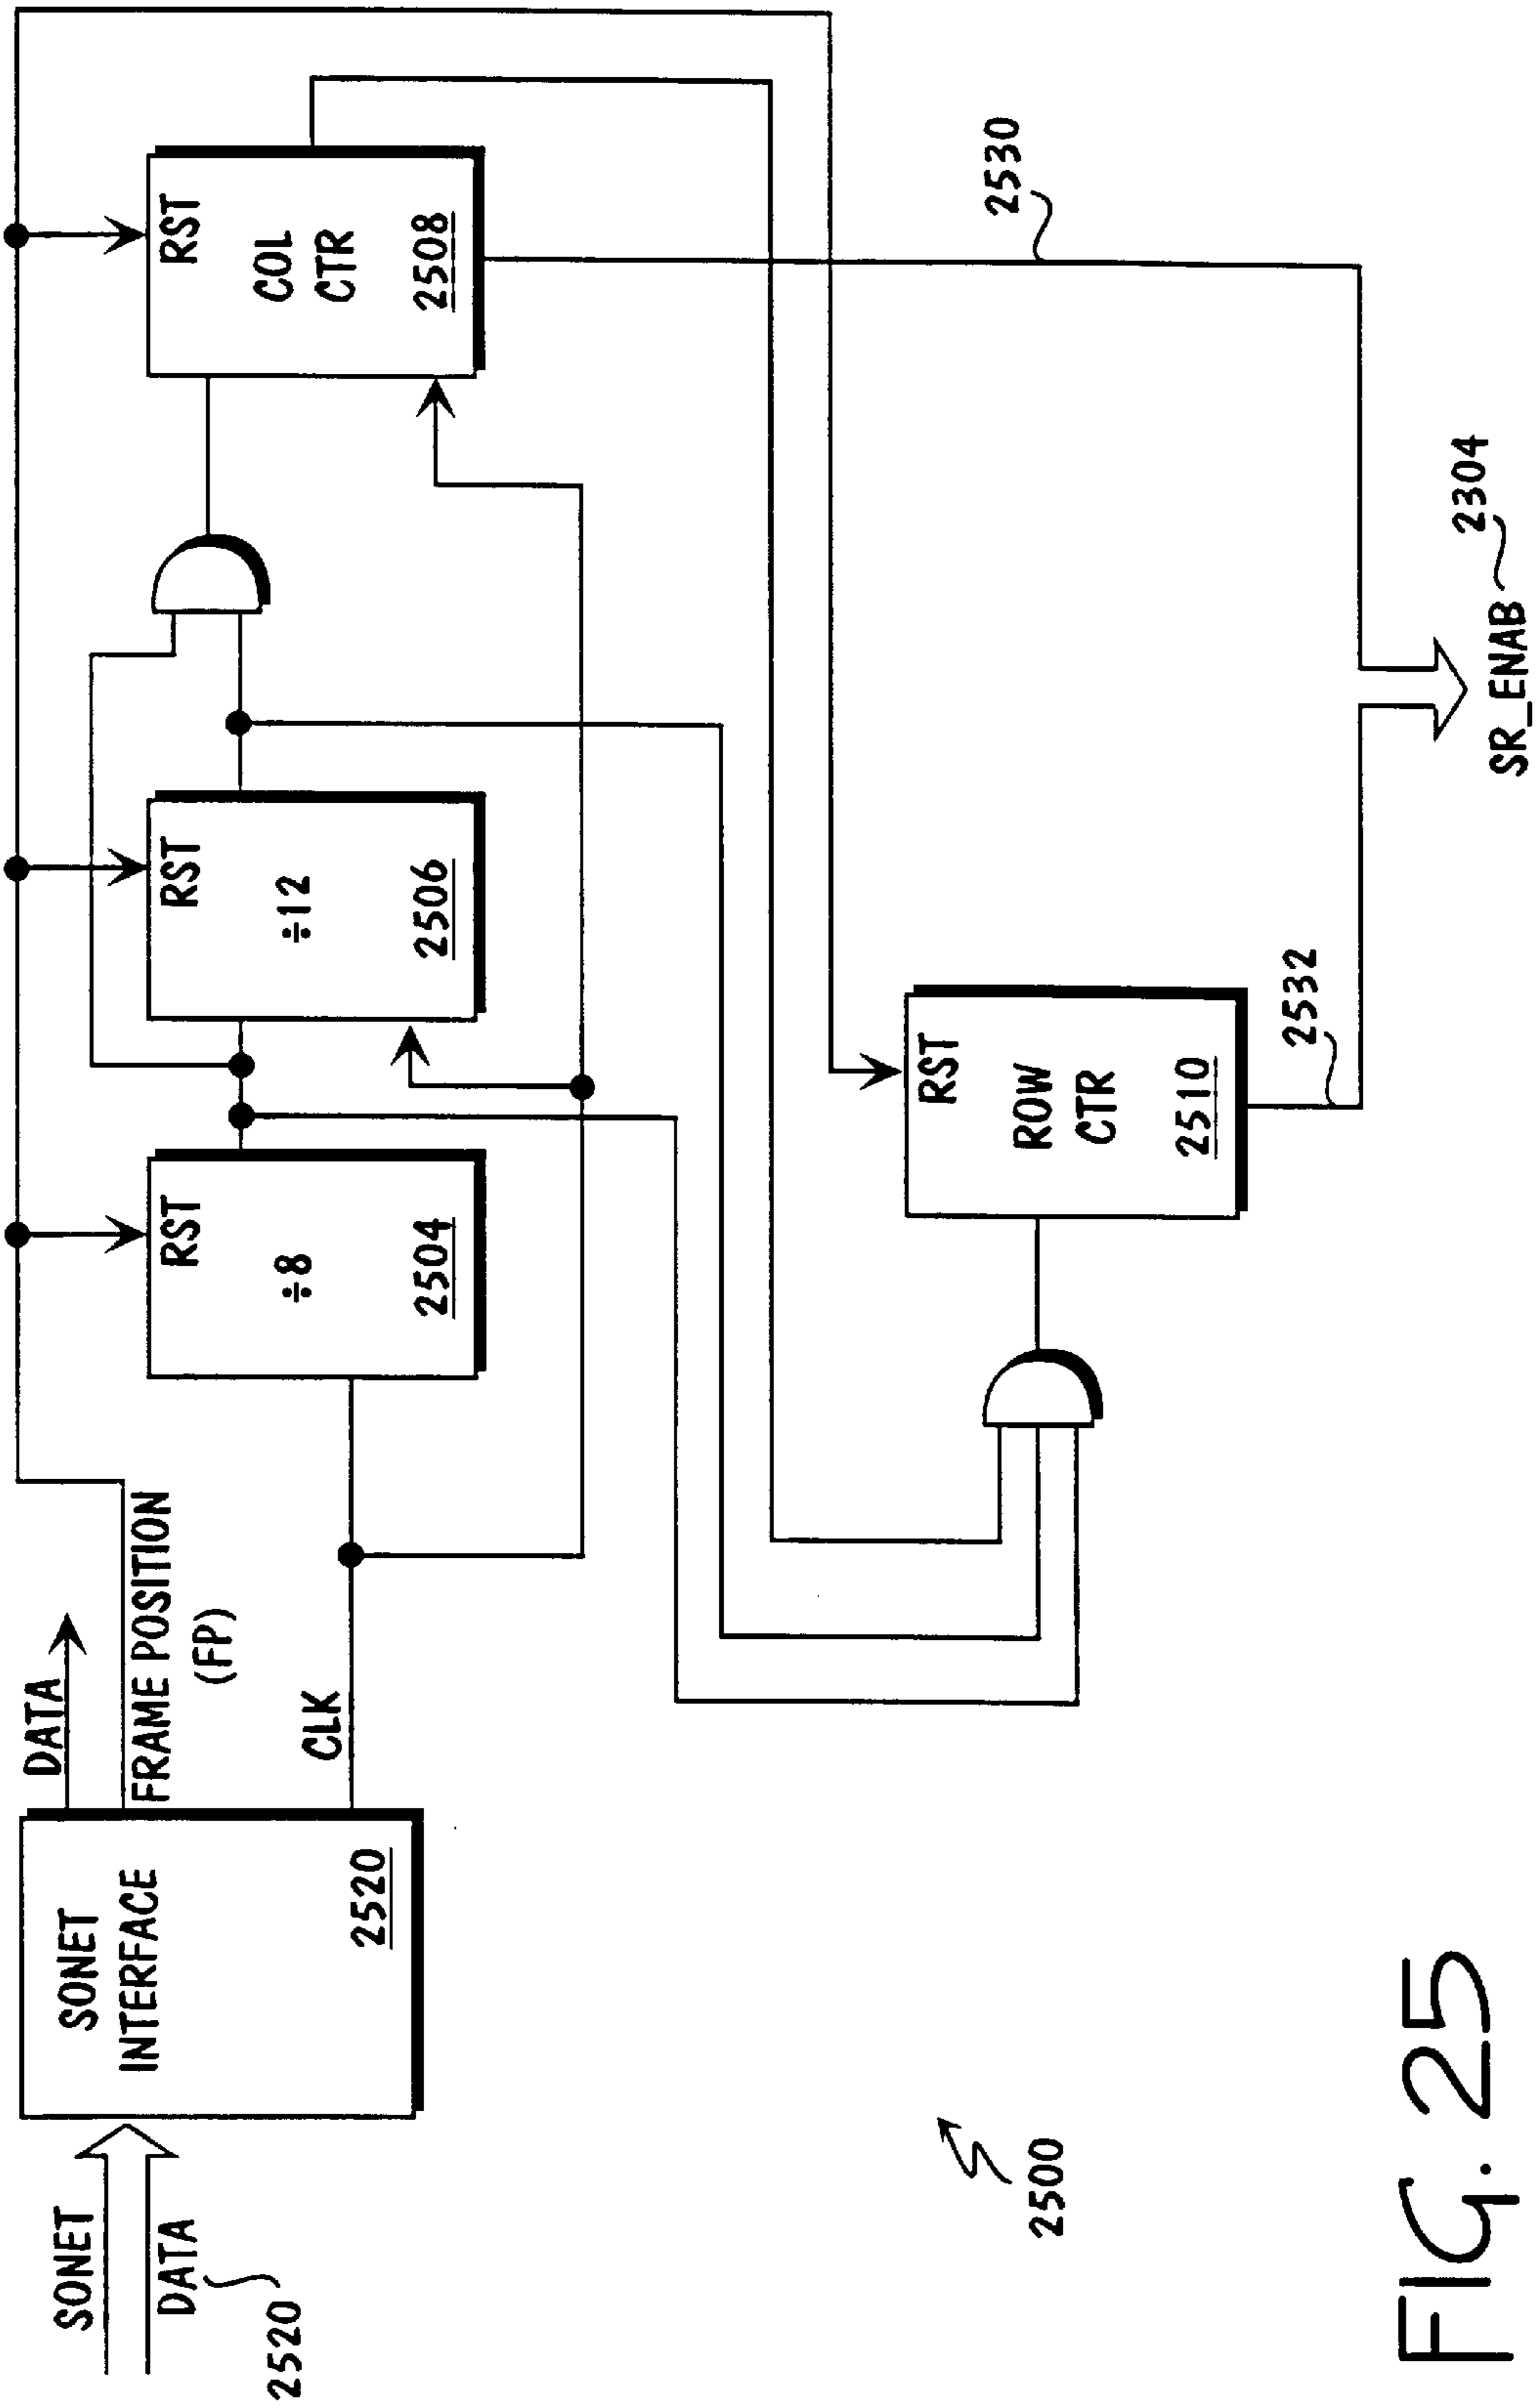 SONET
DATA
2520
SONET
INTERFACE
2520
DATA
FRAME POSITION
(FP)
CLK
RST
÷8
2504
RST
÷12
2506
RST
COL
CTR
2508
RST
ROW
CTR
2510
2530
2532
SR_ENAB
2304
2500
FIG. 25